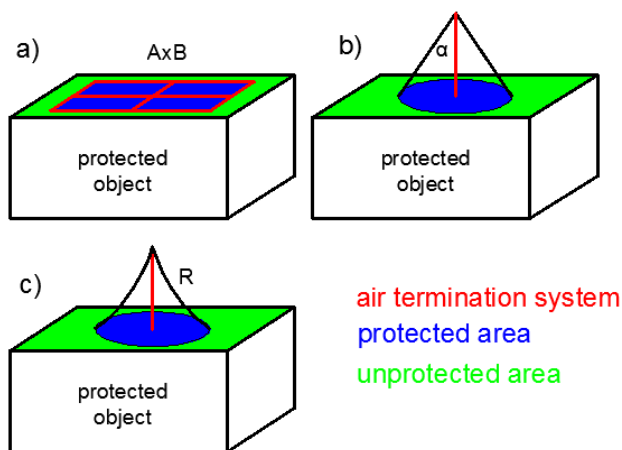 a)
AxB
protected
object
b)
α
protected
object
c)
R
protected
object
air termination system
protected area
unprotected area